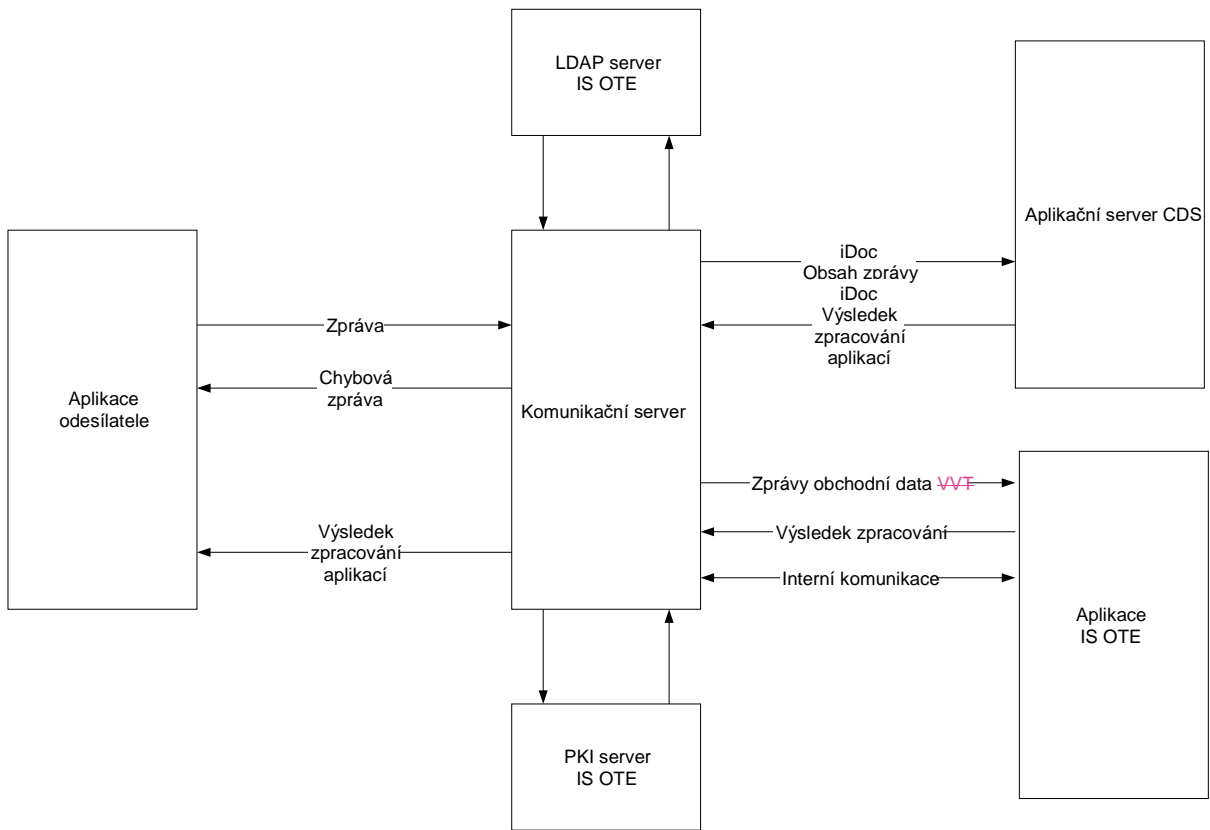 LDAP server
IS OTE
Aplikační server CDS
iDoc
Obsah zprávy
iDoc
Výsledek
zpracování
aplikací
Zpráva
Chybová
zpráva
Aplikace
odesílatele
Komunikační server
Zprávy obchodní data VVT
Výsledek zpracování
Výsledek
zpracování
aplikací
Interní komunikace
Aplikace
IS OTE
PKI server
IS OTE